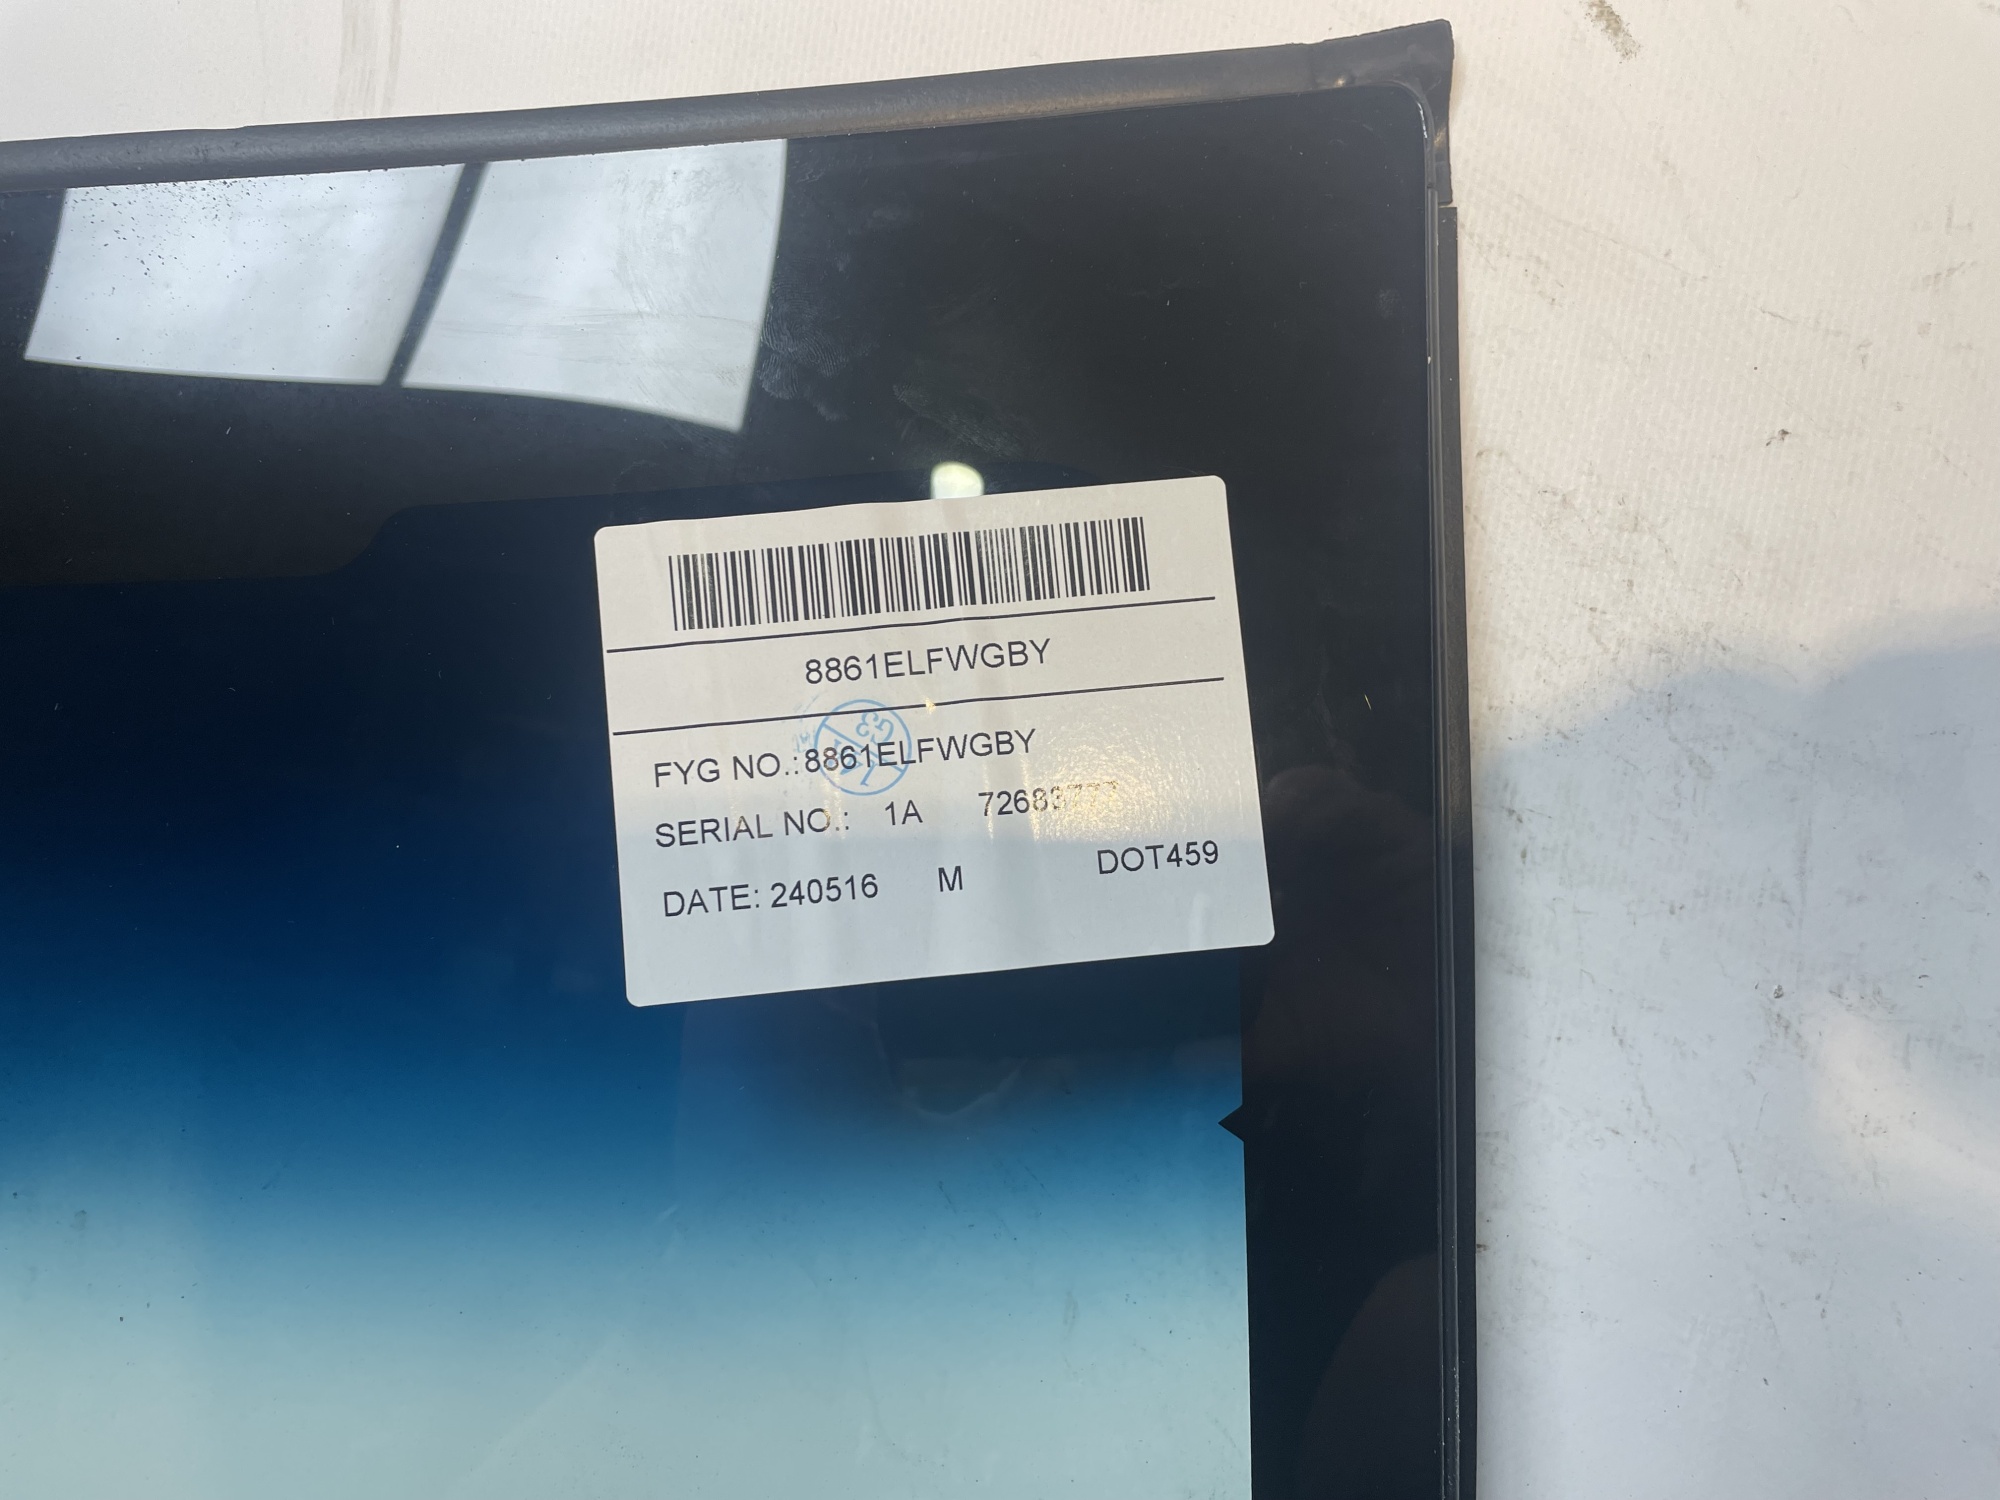 8861ELFWGBY
FYG NO.:8861ELFWGBY
SERIAL NO.: 1A
DATE: 240516 M DOT459